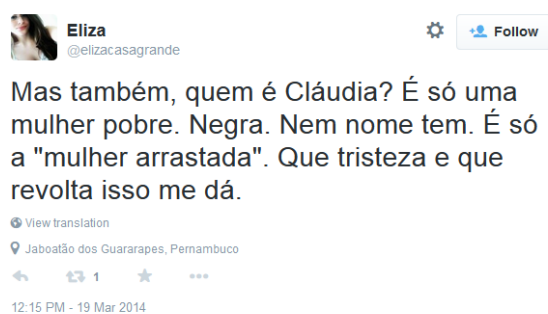 Eliza
@elizacasagrande
Follow
Mas também, quem é Cláudia? É só uma
mulher pobre. Negra. Nem nome tem. É só
a "mulher arrastada". Que tristeza e que
revolta isso me dá.
View translation
Jaboatão dos Guararapes, Pernambuco
1
12:15 PM - 19 Mar 2014